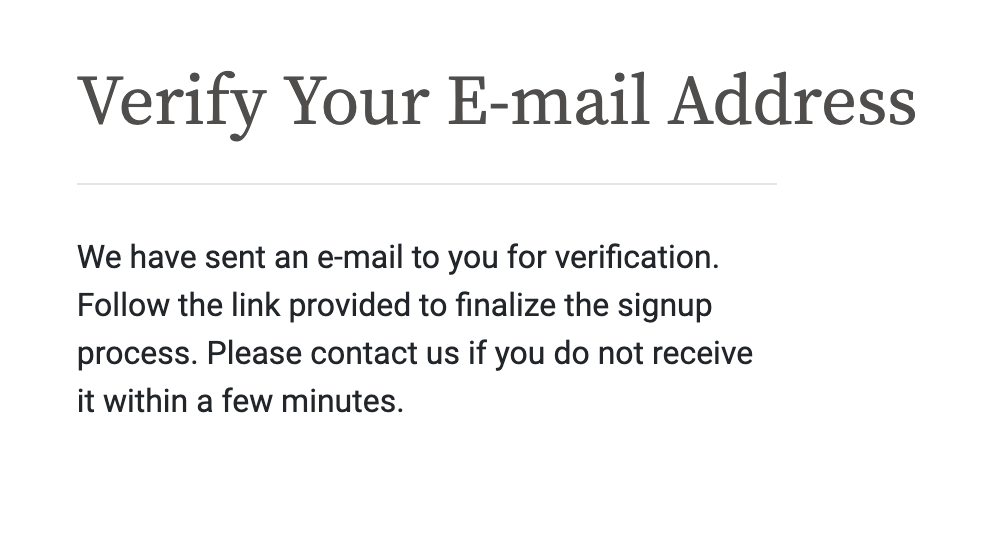 Verify Your E-mail Address
We have sent an e-mail to you for verification.
Follow the link provided to finalize the signup
process. Please contact us if you do not receive
it within a few minutes.